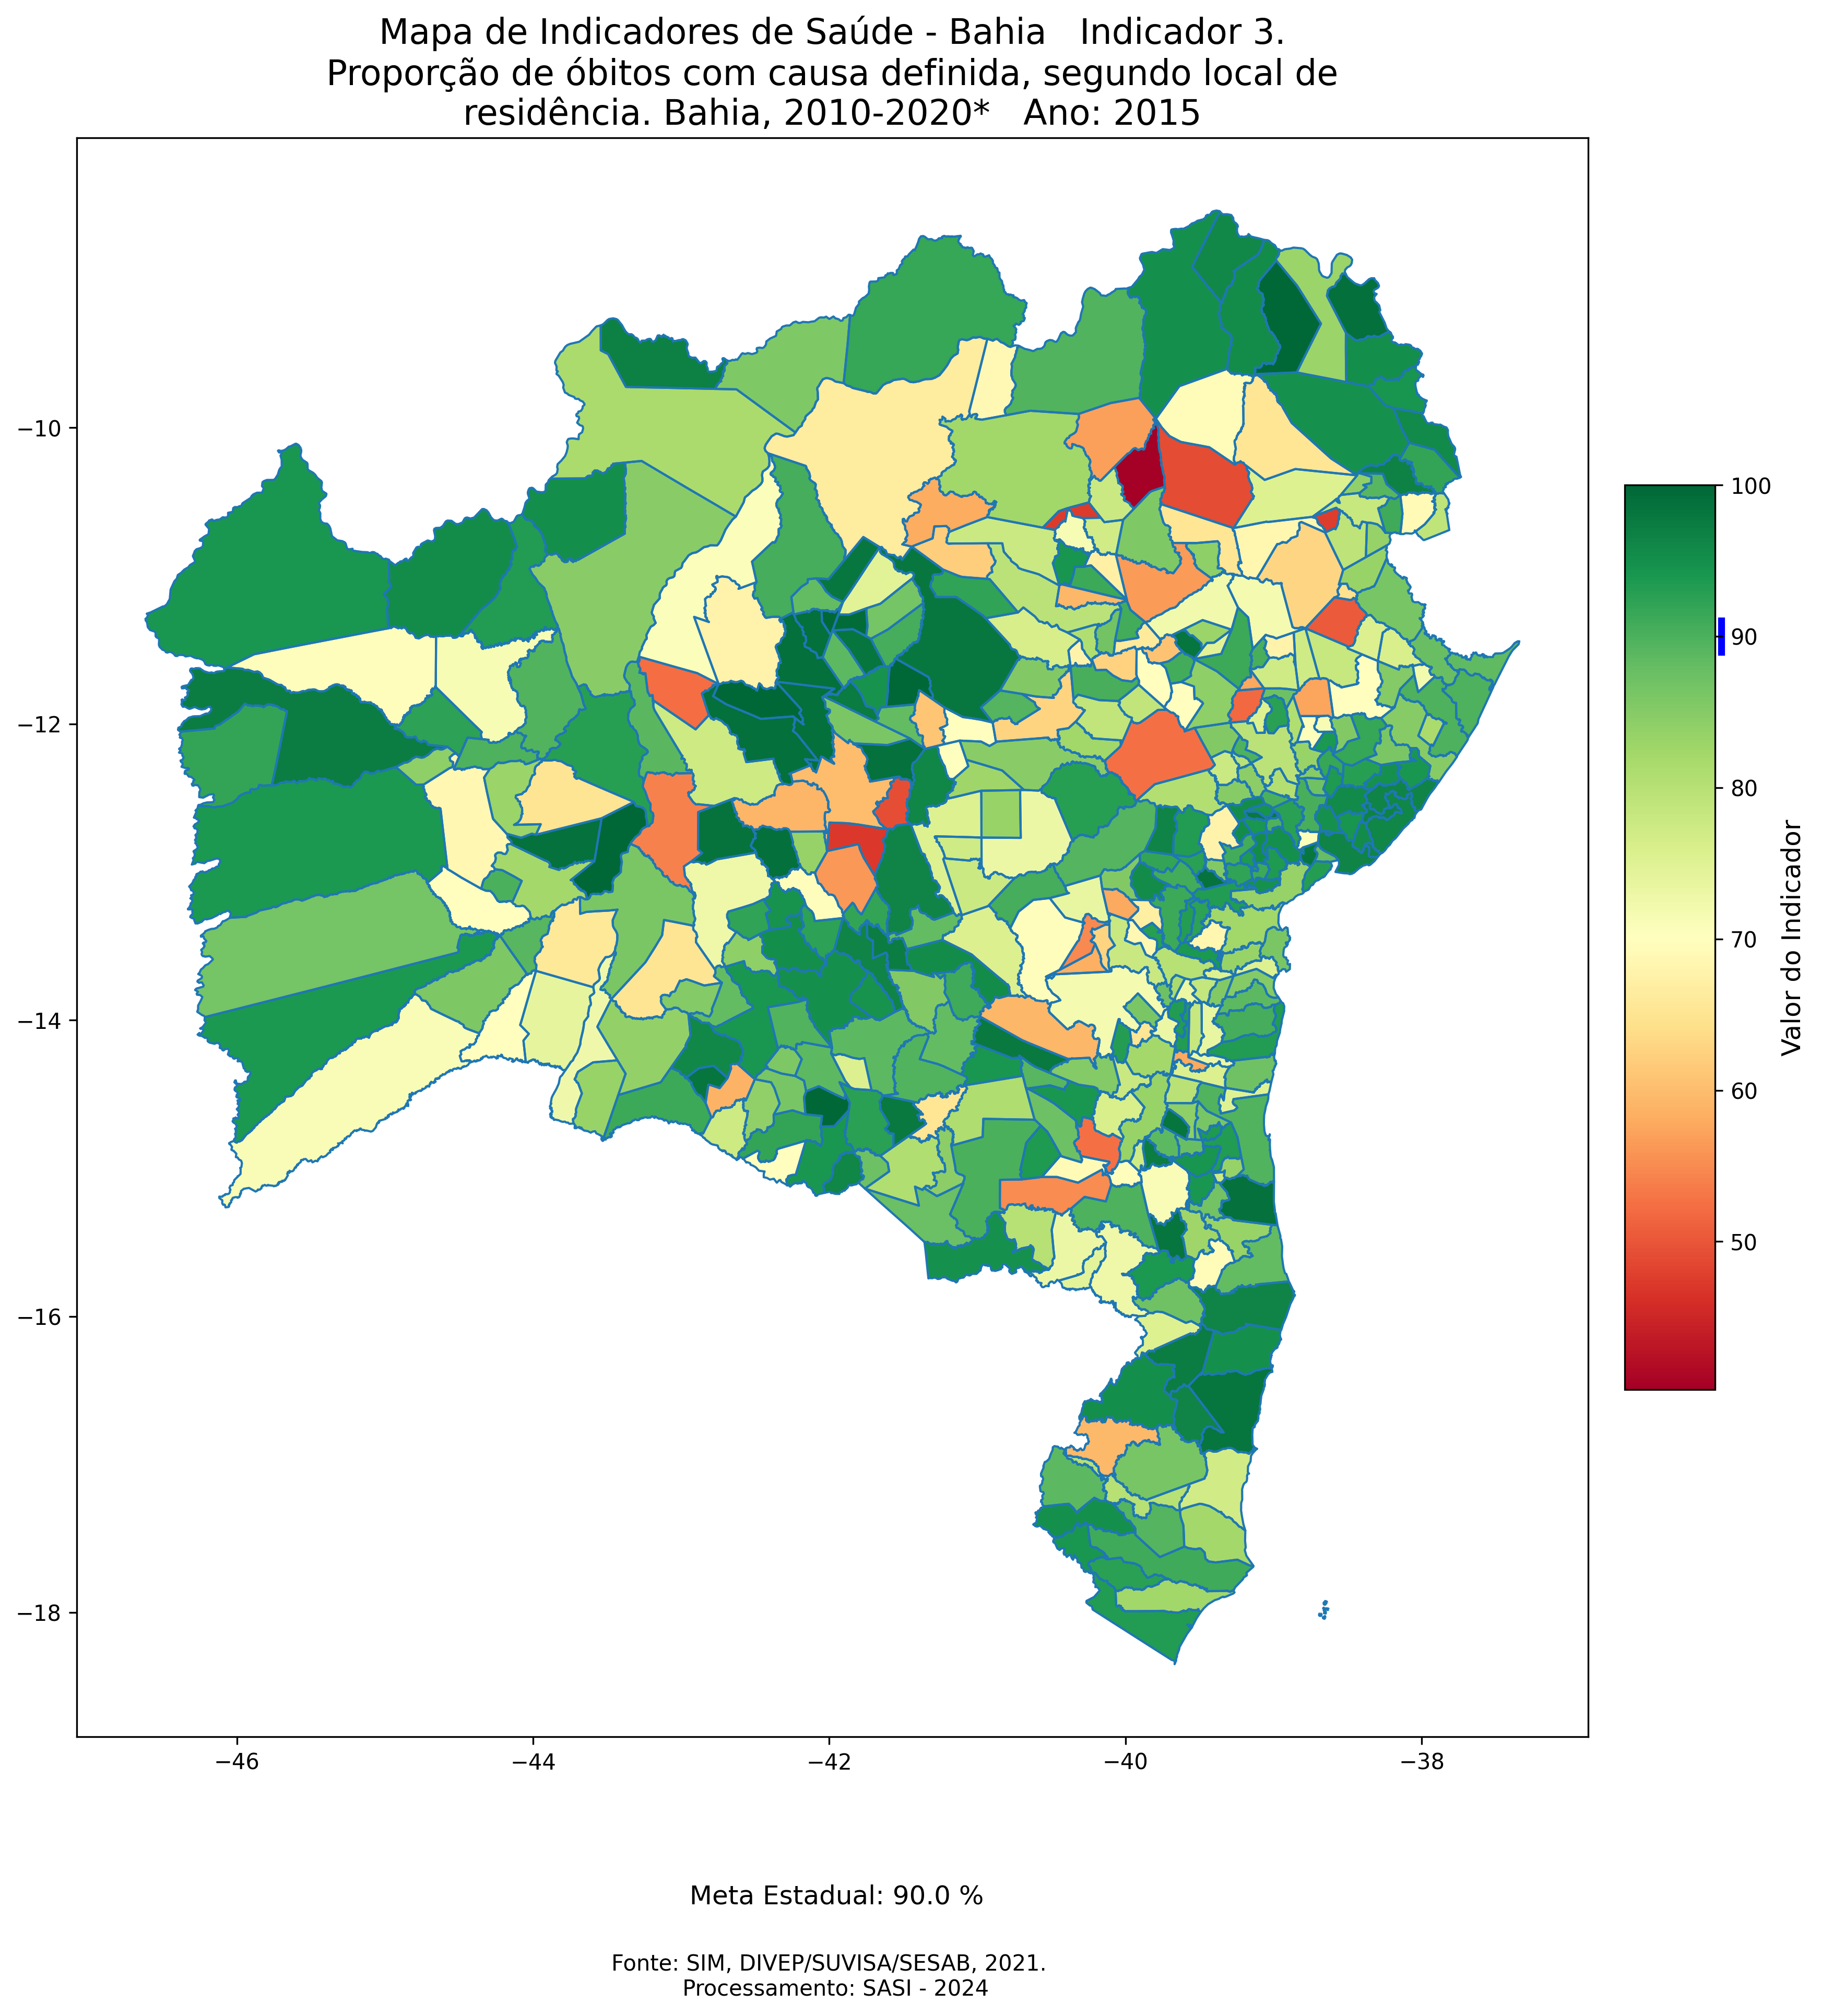 Mapa de Indicadores de Saúde - Bahia   Indicador 3.
Proporção de óbitos com causa definida, segundo local de
residência. Bahia, 2010-2020*   Ano: 2015
−10
−12
−14
−16
−18
−46
−44
−42
−40
−38
100
90
80
70
60
50
Valor do Indicador
Meta Estadual: 90.0 %
Fonte: SIM, DIVEP/SUVISA/SESAB, 2021.
Processamento: SASI - 2024